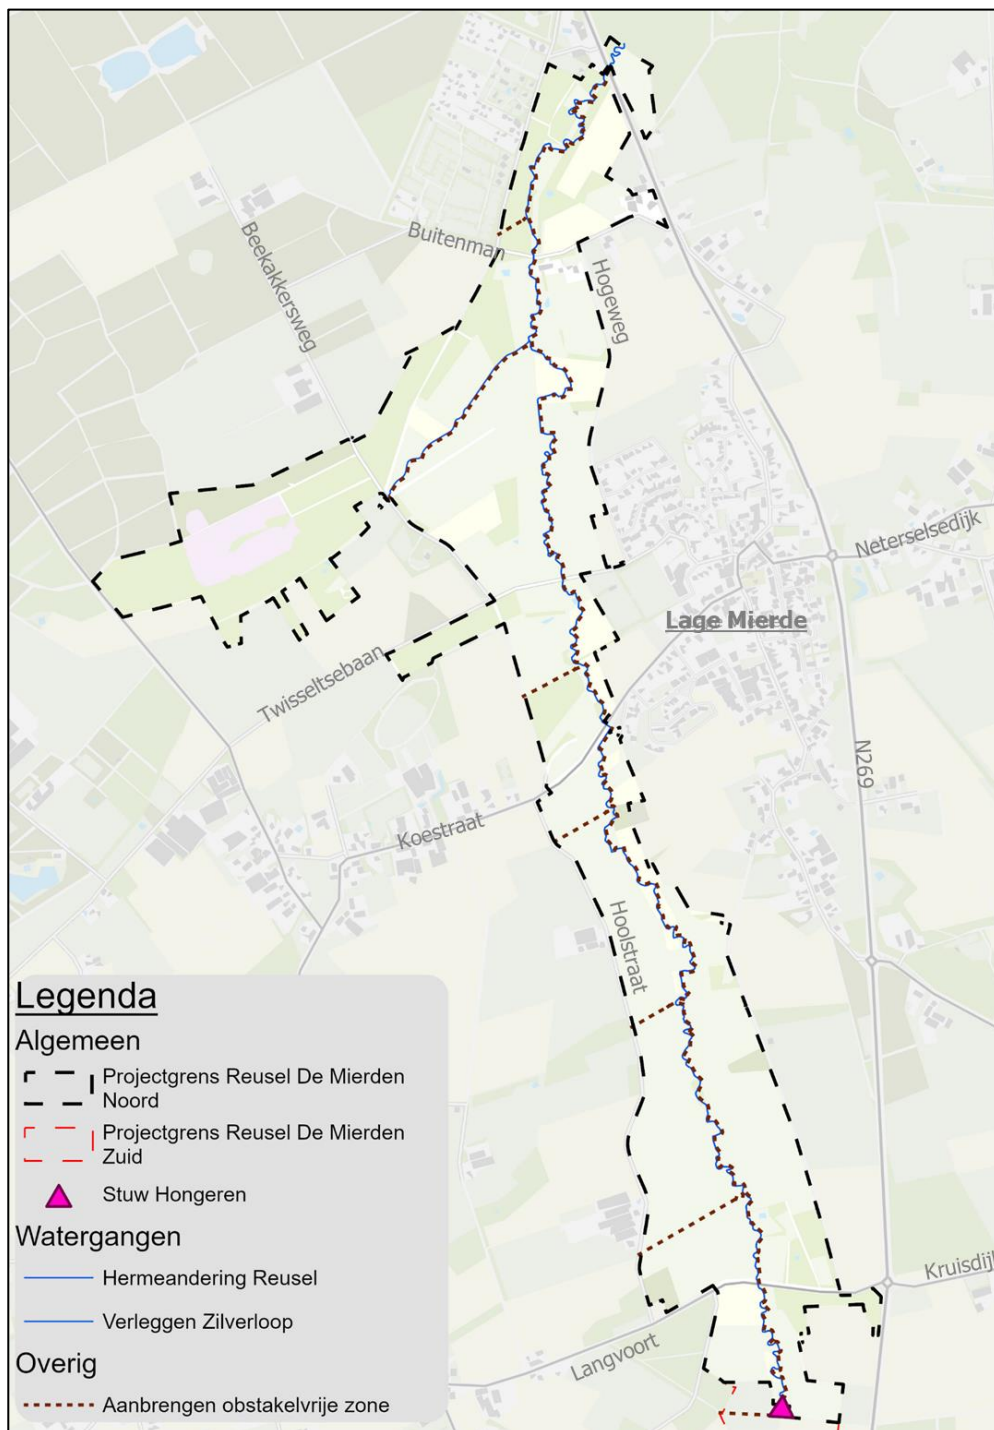 Buitenman
Beekakkersweg
Hogeweg
Neterselsedijk
Lage Mierde
Twisseltsebaan
N269
Koestraat
Hoolstraat
Kruisdijk
Langvoort
Legenda
Algemeen
Projectgrens Reusel De Mierden
Noord
Projectgrens Reusel De Mierden
Zuid
Stuw Hongeren
Watergangen
Hermeandering Reusel
Verleggen Zilverloop
Overig
Aanbrengen obstakelvrije zone